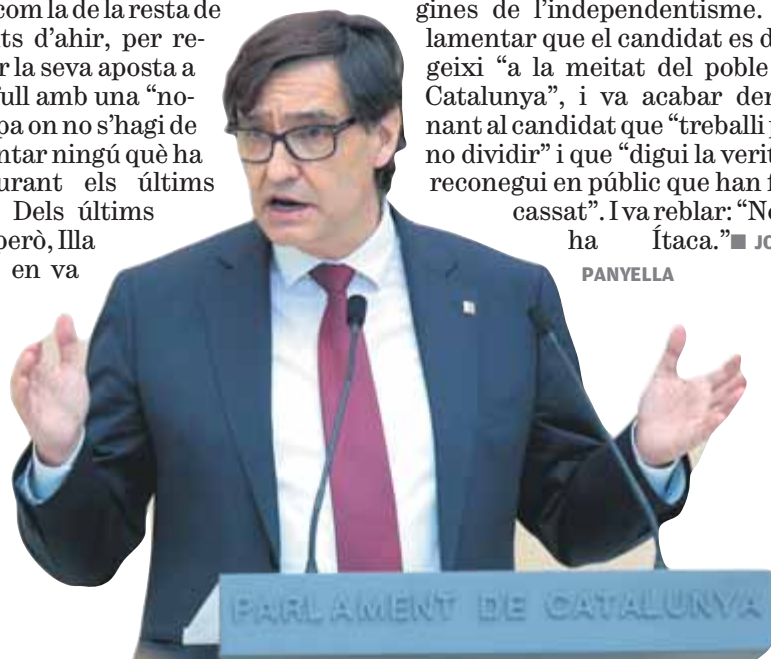 com la de la resta de
ts d'ahir, per re-
r la seva aposta a
full amb una "no-
pa on no s'hagi de
ntar ningú què ha
urant els últims
Dels últims
però, Illa
en va
gines de l'independentisme.
lamentar que el candidat es d
geixi "a la meitat del poble
Catalunya", i va acabar der
nant al candidat que "treballi p
no dividir" i que "digui la verit
reconegui en públic que han f
cassat". I va reblar: "No
ha Ítaca."■ JO
PANYELLA
PARLAMENT DE CATALUNYA